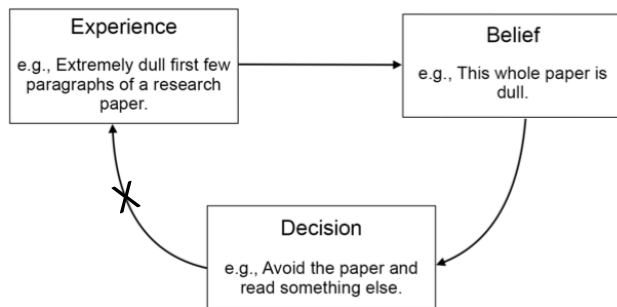 Experience
e.g., Extremely dull first few
paragraphs of a research
paper.
Belief
e.g., This whole paper is
dull.
Decision
e.g., Avoid the paper and
read something else.